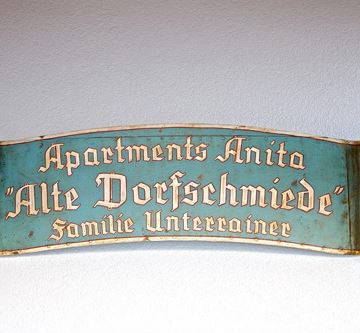 Apartments Anita
"Alte Dorfschmiede"
Familie Unterrainer